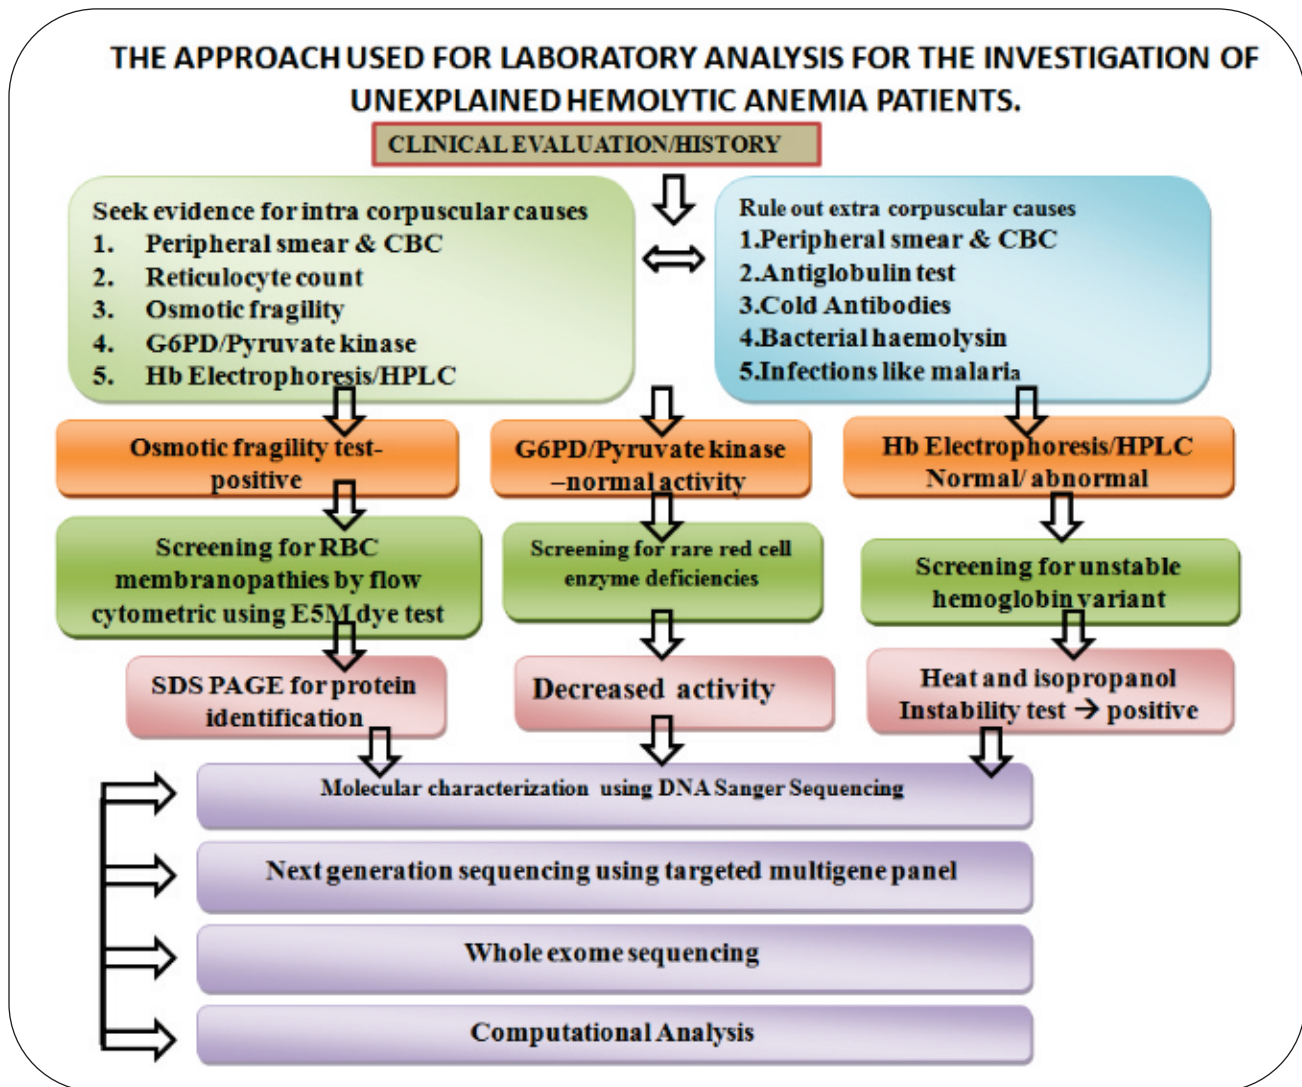 THE APPROACH USED FOR LABORATORY ANALYSIS FOR THE INVESTIGATION OF
UNEXPLAINED HEMOLYTIC ANEMIA PATIENTS.
CLINICAL EVALUATION/HISTORY
Seek evidence for intra corpuscular causes
1. Peripheral smear & CBC
2. Reticulocyte count
3. Osmotic fragility
4. G6PD/Pyruvate kinase
5. Hb Electrophoresis/HPLC
Rule out extra corpuscular causes
1.Peripheral smear & CBC
2.Antiglobulin test
3.Cold Antibodies
4.Bacterial haemolysin
5.Infections like malaria
Osmotic fragility test-
positive
G6PD/Pyruvate kinase
–normal activity
Hb Electrophoresis/HPLC
Normal/ abnormal
Screening for RBC
membranopathies by flow
cytometric using E5M dye test
Screening for rare red cell
enzyme deficiencies
Screening for unstable
hemoglobin variant
SDS PAGE for protein
identification
Decreased activity
Heat and isopropanol
Instability test → positive
Molecular characterization using DNA Sanger Sequencing
Next generation sequencing using targeted multigene panel
Whole exome sequencing
Computational Analysis